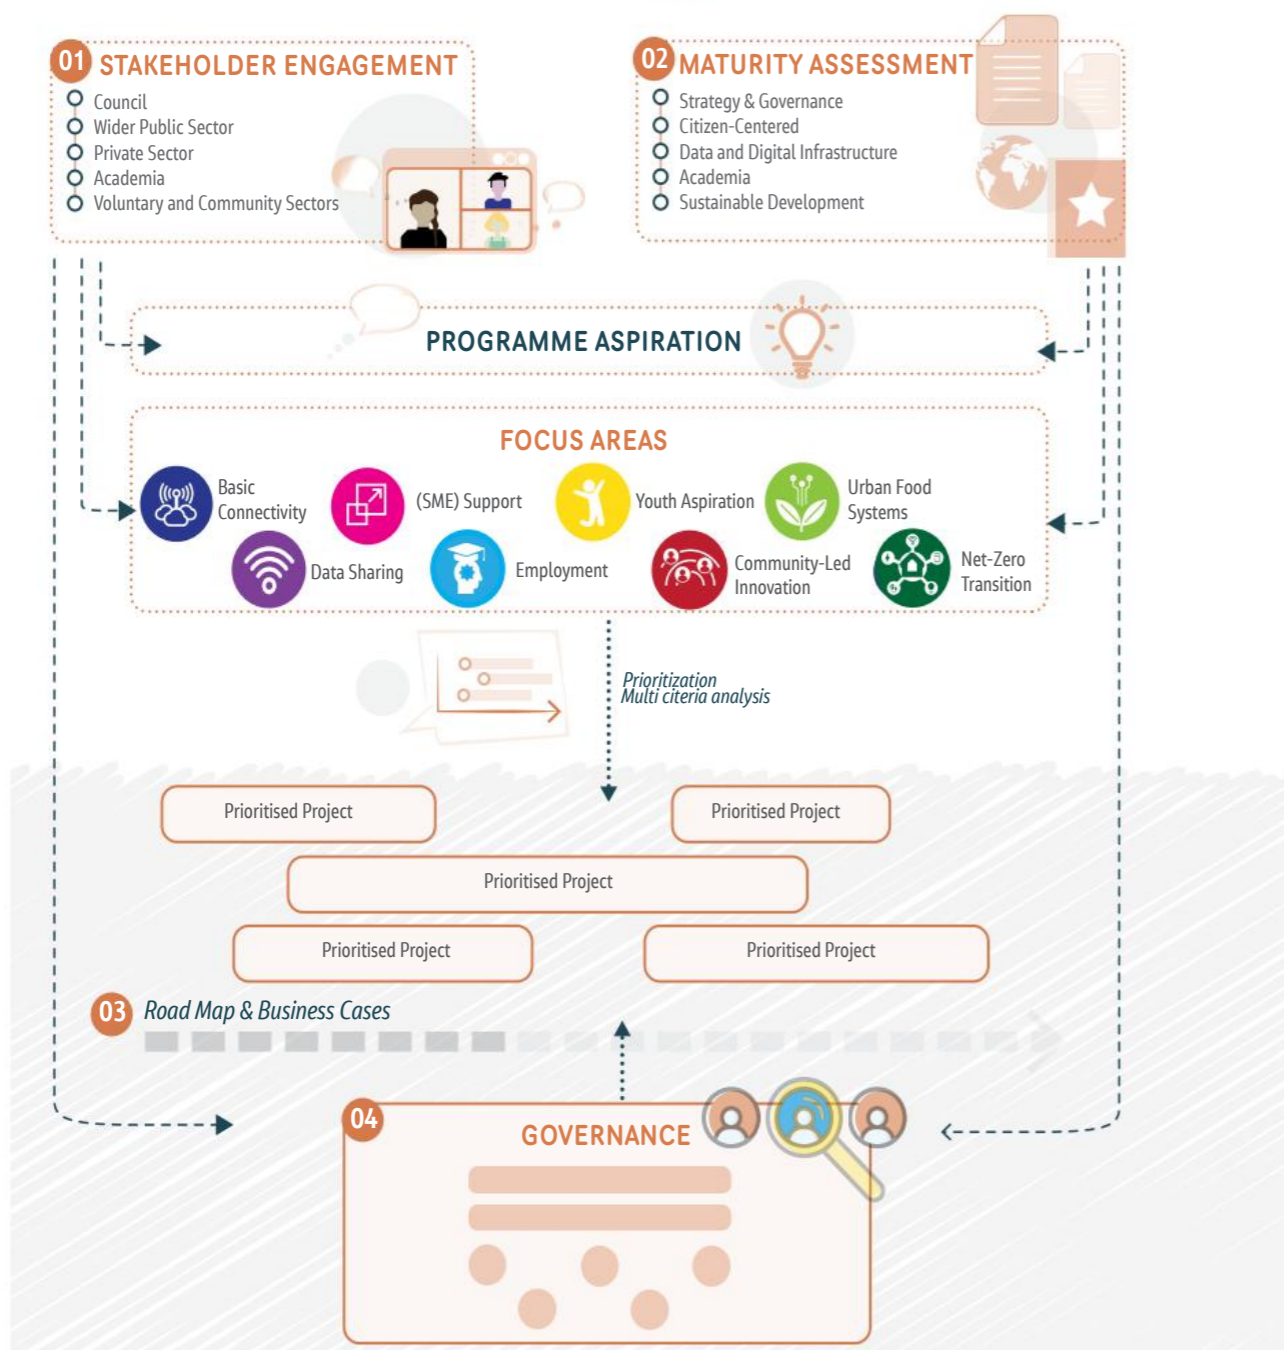 01 STAKEHOLDER ENGAGEMENT
Council
Wider Public Sector
Private Sector
Academia
Voluntary and Community Sectors
02 MATURITY ASSESSMENT
Strategy & Governance
Citizen-Centered
Data and Digital Infrastructure
Academia
Sustainable Development
PROGRAMME ASPIRATION
FOCUS AREAS
Basic
Connectivity
(SME) Support
Youth Aspiration
Urban Food
Systems
Data Sharing
Employment
Community-Led
Innovation
Net-Zero
Transition
Prioritization
Multi citeria analysis
Prioritised Project
Prioritised Project
Prioritised Project
Prioritised Project
Prioritised Project
03 Road Map & Business Cases
04
GOVERNANCE